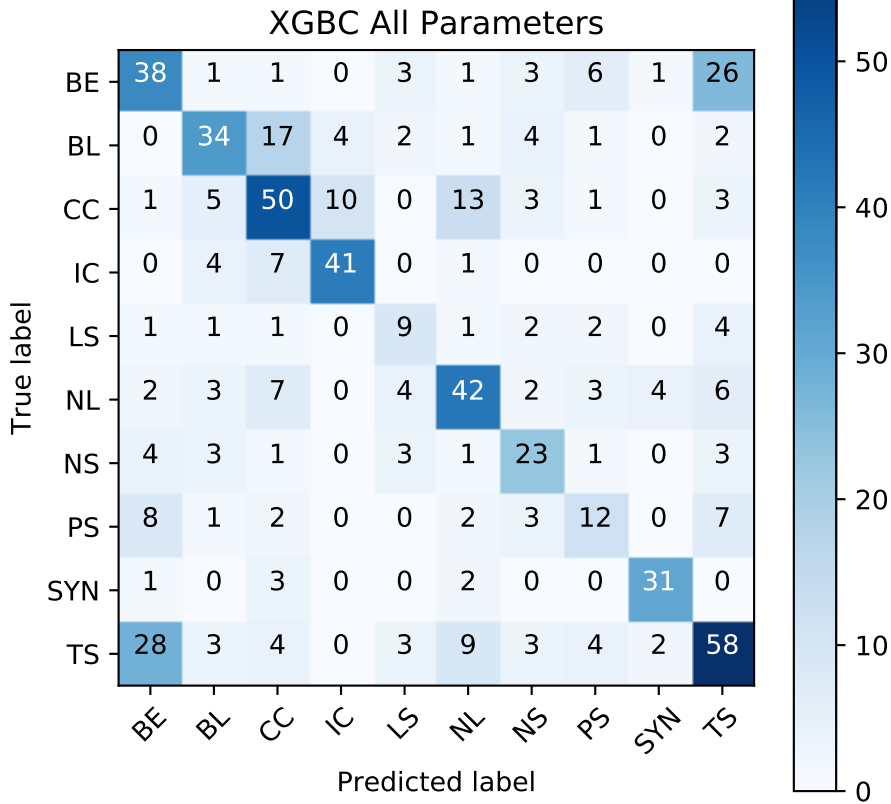 XGBC All Parameters
BE 38 1 1 0 3 1 3 6 1 26
BL 0 34 17 4 2 1 4 1 0 2
CC 1 5 50 10 0 13 3 1 0 3
IC 0 4 7 41 0 1 0 0 0 0
LS 1 1 1 0 9 1 2 2 0 4
NL 2 3 7 0 4 42 2 3 4 6
NS 4 3 1 0 3 1 23 1 0 3
PS 8 1 2 0 0 2 3 12 0 7
SYN 1 0 3 0 0 2 0 0 31 0
TS 28 3 4 0 3 9 3 4 2 58
BE BL CC IC LS NL NS PS SYN TS
Predicted label
True label
50
40
30
20
10
0